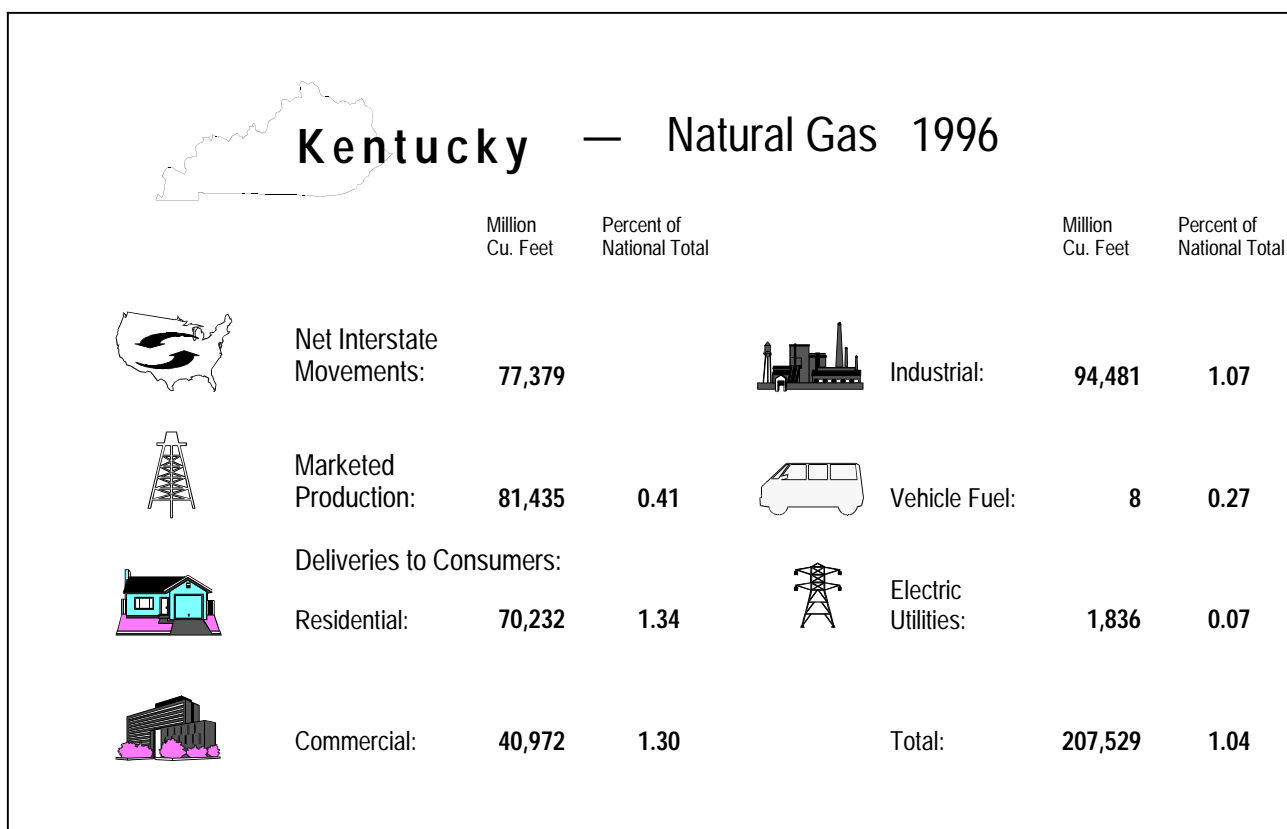 Kentucky — Natural Gas 1996
Million Cu. Feet Percent of National Total
Net Interstate Movements: 77,379
Marketed Production: 81,435 0.41
Deliveries to Consumers:
Residential: 70,232 1.34
Commercial: 40,972 1.30
Million Cu. Feet Percent of National Total
Industrial: 94,481 1.07
Vehicle Fuel: 8 0.27
Electric Utilities: 1,836 0.07
Total: 207,529 1.04